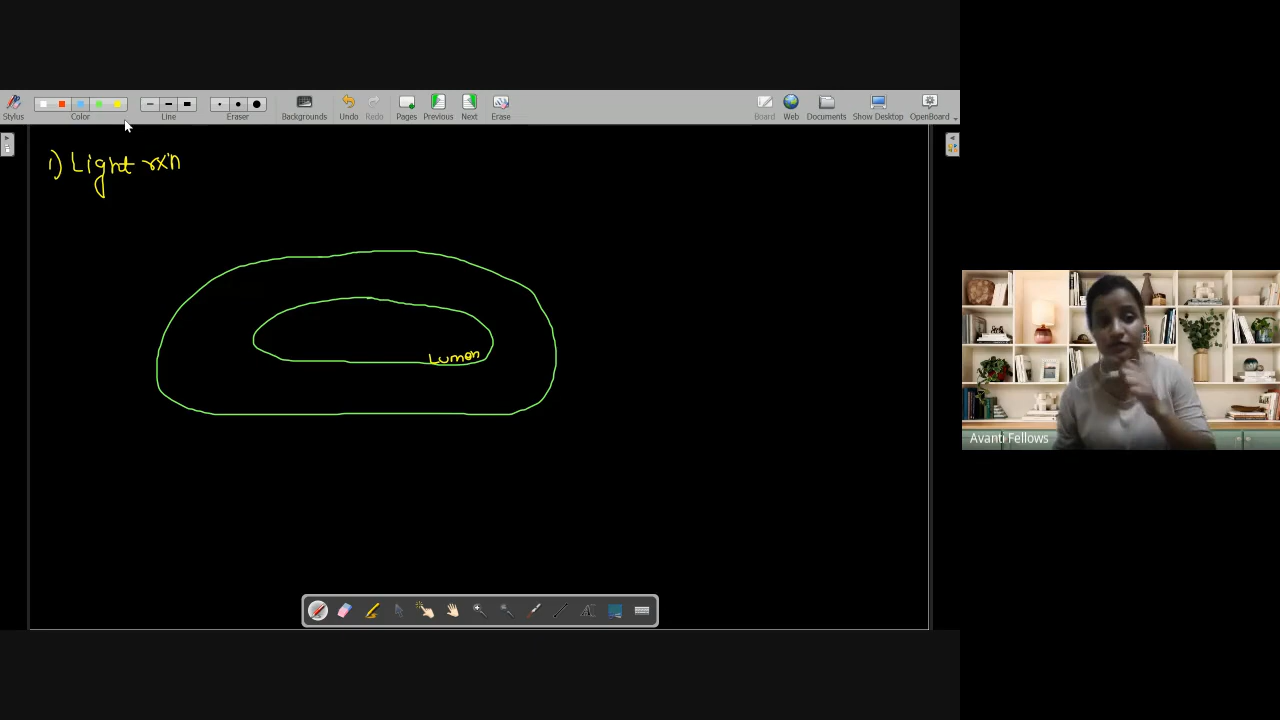 Stylus
Color
Line
Eraser
Backgrounds
Undo
Redo
Pages
Previous
Next
Erase
Board
Web
Documents
Show Desktop
OpenBoard
1) Light rxn
Lumen
Avanti Fellows